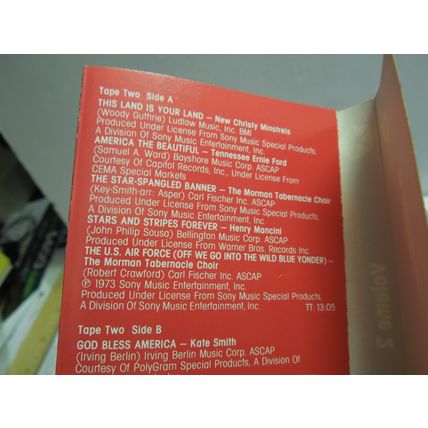 Tape Two Side A
THIS LAND IS YOUR LAND – New Christy Minstrels
(Woody Guthrie) Ludlow Music, Inc. BMI
Produced Under License From Sony Music Special Products,
A Division Of Sony Music Entertainment, Inc.
AMERICA THE BEAUTIFUL – Tennessee Ernie Ford
(Samuel A. Ward) Bayshore Music Corp. ASCAP
Courtesy Of Capitol Records, Inc., Under License From
CEMA Special Markets
THE STAR-SPANGLED BANNER – The Morman Tabernacle Choir
(Key-Smith-arr. Asper) Carl Fischer Inc. ASCAP
Produced Under License From Sony Music Special Products,
A Division Of Sony Music Entertainment, Inc.
STARS AND STRIPES FOREVER – Henry Mancini
(John Philip Sousa) Bellington Music Corp. ASCAP
Produced Under License From Warner Bros. Records Inc.
THE U.S. AIR FORCE (OFF WE GO INTO THE WILD BLUE YONDER) –
The Morman Tabernacle Choir
(Robert Crawford) Carl Fischer Inc. ASCAP
℗ 1973 Sony Music Entertainment, Inc.
Produced Under License From Sony Music Special Products,
A Division Of Sony Music Entertainment, Inc.
TT: 13:05
Tape Two Side B
GOD BLESS AMERICA – Kate Smith
(Irving Berlin) Irving Berlin Music Corp. ASCAP
Courtesy Of PolyGram Special Products, A Division Of
Volume 2